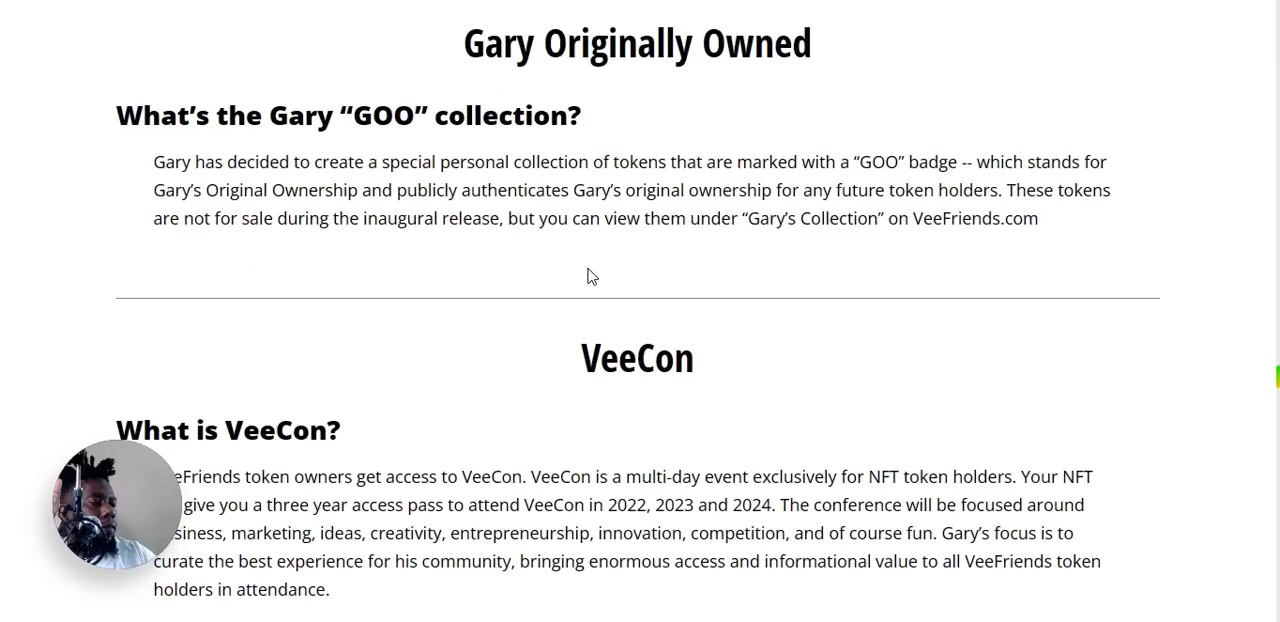 Gary Originally Owned
What’s the Gary “GOO” collection?
Gary has decided to create a special personal collection of tokens that are marked with a “GOO” badge -- which stands for
Gary’s Original Ownership and publicly authenticates Gary’s original ownership for any future token holders. These tokens
are not for sale during the inaugural release, but you can view them under “Gary’s Collection” on VeeFriends.com
VeeCon
What is VeeCon?
eFriends token owners get access to VeeCon. VeeCon is a multi-day event exclusively for NFT token holders. Your NFT
give you a three year access pass to attend VeeCon in 2022, 2023 and 2024. The conference will be focused around
siness, marketing, ideas, creativity, entrepreneurship, innovation, competition, and of course fun. Gary’s focus is to
curate the best experience for his community, bringing enormous access and informational value to all VeeFriends token
holders in attendance.